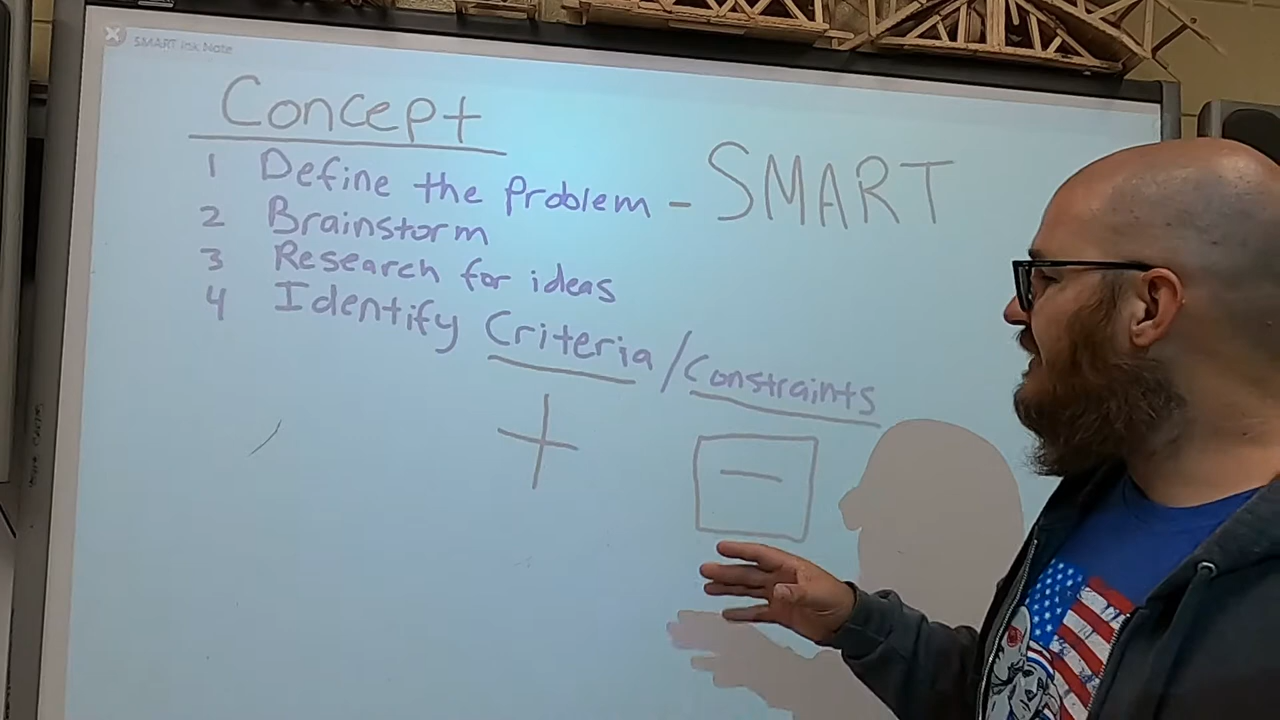 SMART Ink Note
Concept
1 Define the Problem - SMART
2 Brainstorm
3 Research for ideas
4 Identify Criteria/Constraints
+ -